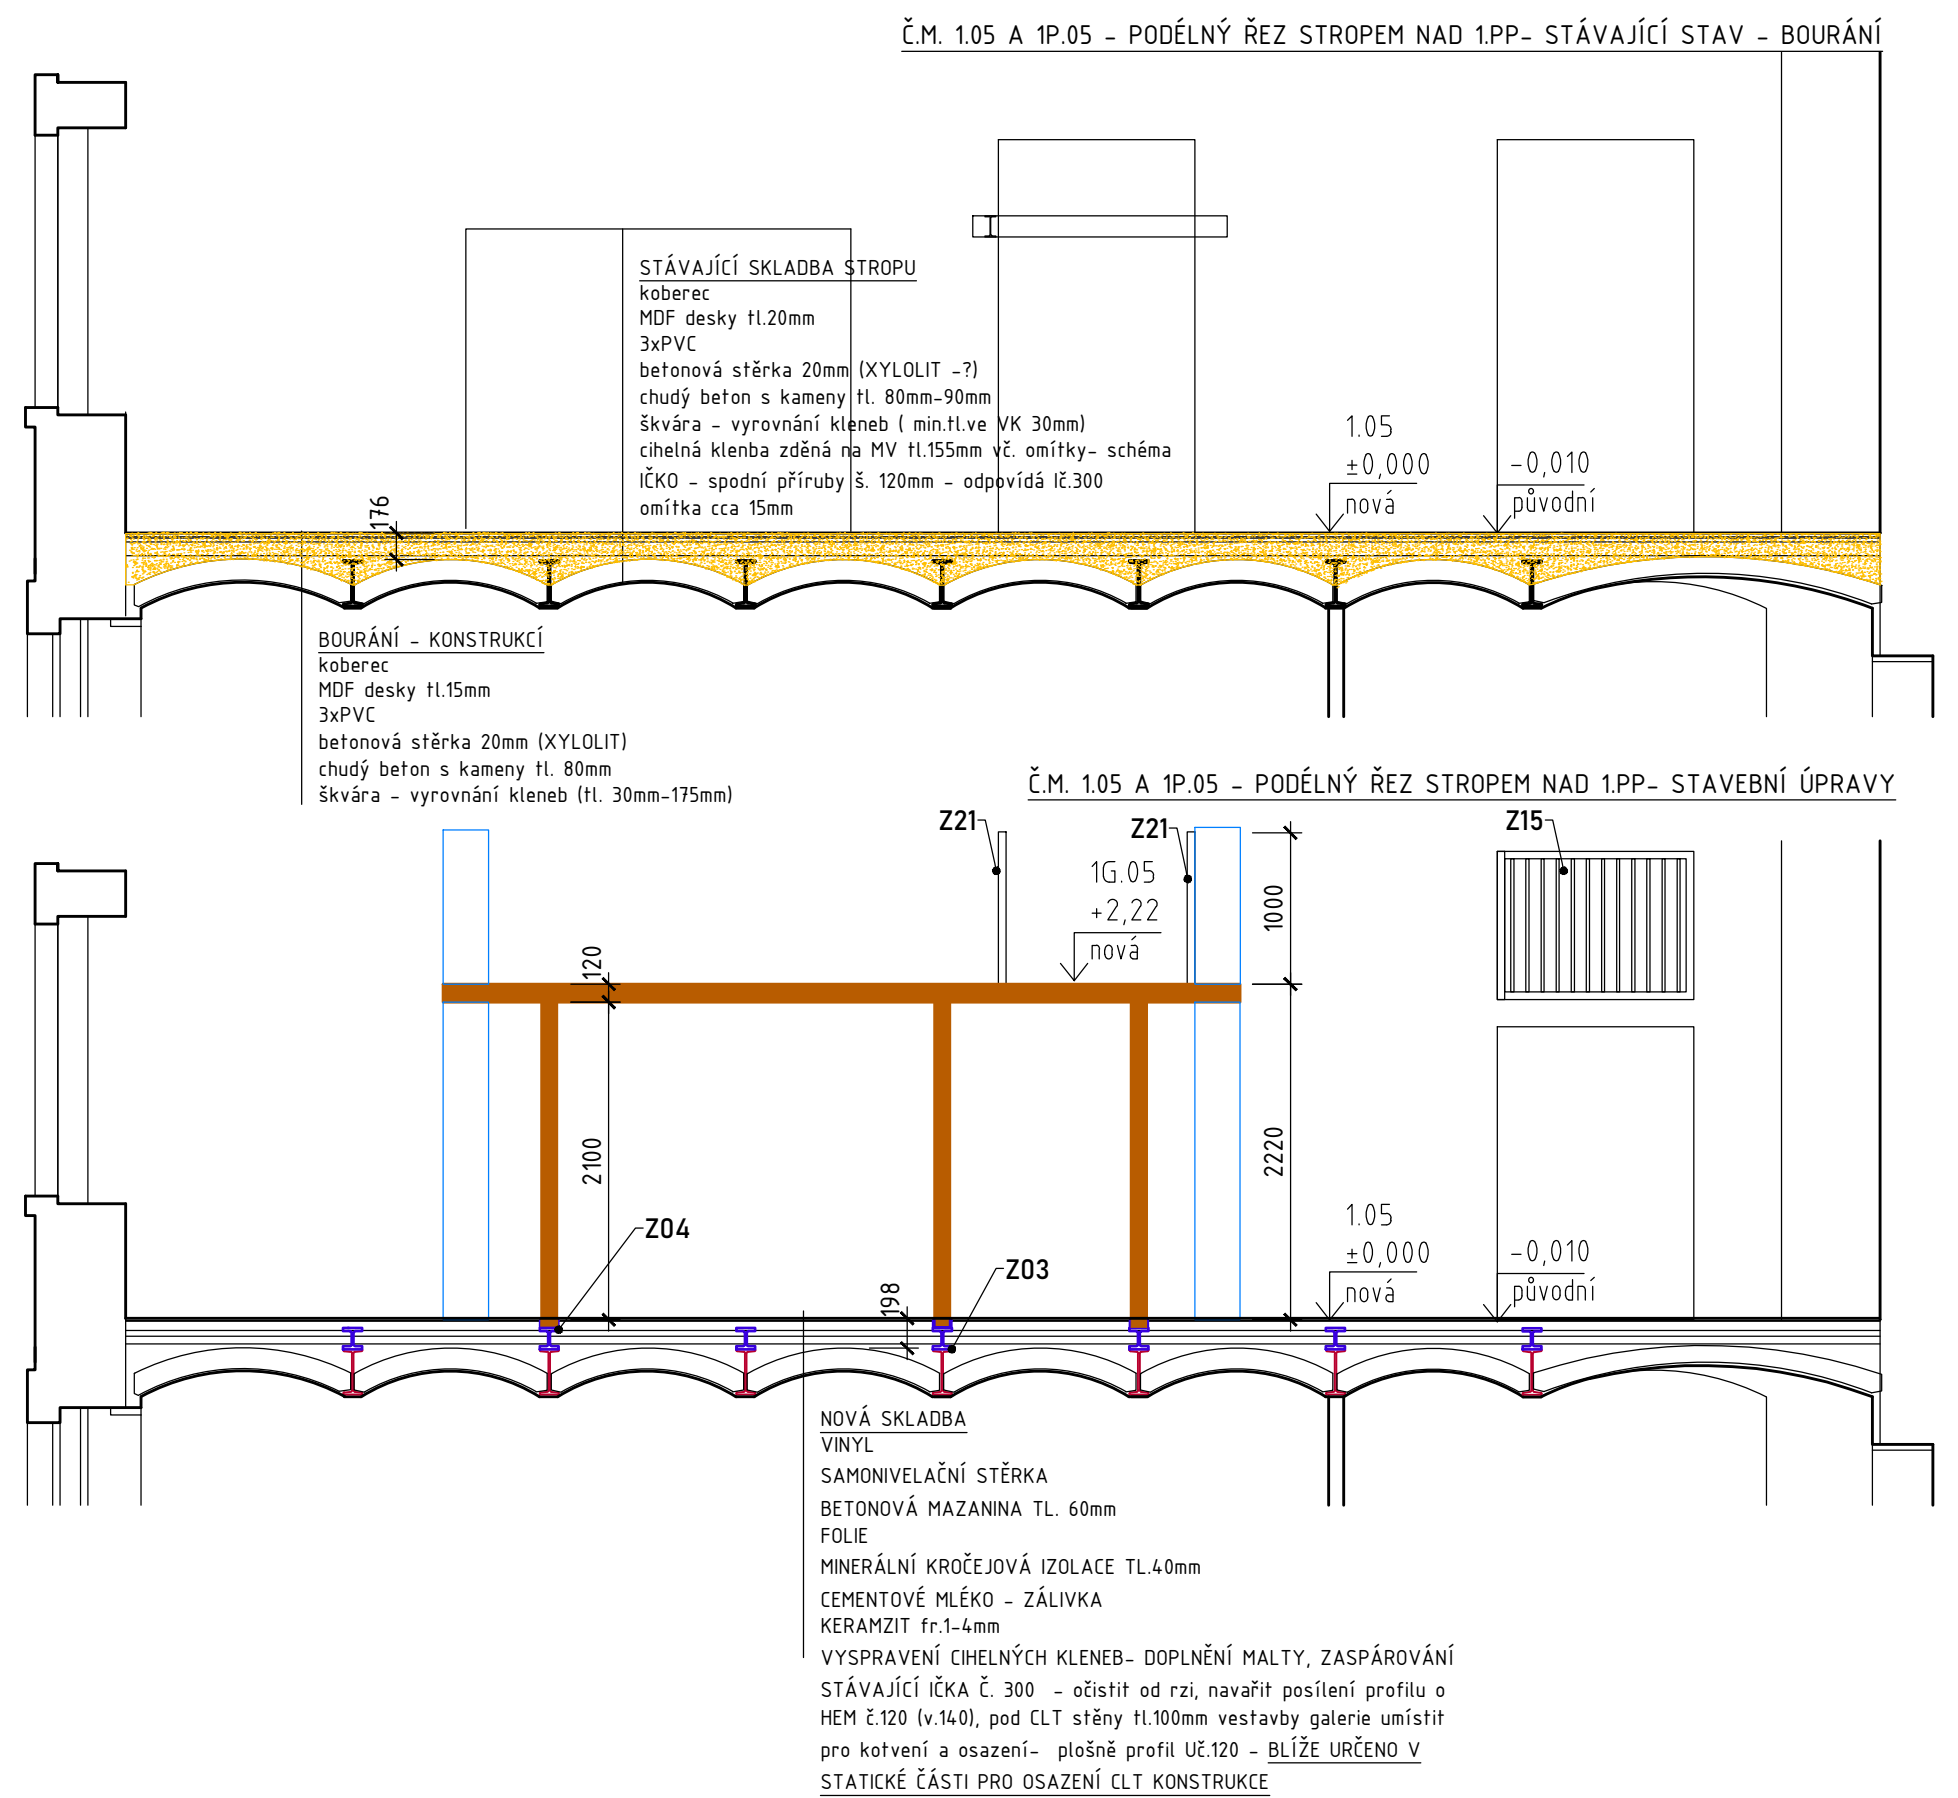 Č.M. 1.05 A 1P.05 - PODÉLNÝ ŘEZ STROPEM NAD 1.PP- STÁVAJÍCÍ STAV - BOURÁNÍ
STÁVAJÍCÍ SKLADBA STROPU
koberec
MDF desky tl.20mm
3xPVC
betonová stěrka 20mm (XYLOLIT -?)
chudý beton s kameny tl. 80mm-90mm
škvára - vyrovnání kleneb ( min.tl.ve VK 30mm)
cihelná klenba zděná na MV tl.155mm vč. omítky- schéma
IČKO - spodní příruby š. 120mm - odpovídá Ič.300
omítka cca 15mm
1.05
±0,000
nová
-0,010
původní
176
BOURÁNÍ - KONSTRUKCÍ
koberec
MDF desky tl.15mm
3xPVC
betonová stěrka 20mm (XYLOLIT)
chudý beton s kameny tl. 80mm
škvára - vyrovnání kleneb (tl. 30mm-175mm)
Č.M. 1.05 A 1P.05 - PODÉLNÝ ŘEZ STROPEM NAD 1.PP- STAVEBNÍ ÚPRAVY
Z21
Z21
Z15
1G.05
+2,22
nová
1000
120
2100
2220
Z04
Z03
198
1.05
±0,000
nová
-0,010
původní
NOVÁ SKLADBA
VINYL
SAMONIVELAČNÍ STĚRKA
BETONOVÁ MAZANINA TL. 60mm
FOLIE
MINERÁLNÍ KROČEJOVÁ IZOLACE TL.40mm
CEMENTOVÉ MLÉKO - ZÁLIVKA
KERAMZIT fr.1-4mm
VYSPRAVENÍ CIHELNÝCH KLENEB- DOPLNĚNÍ MALTY, ZASPÁROVÁNÍ
STÁVAJÍCÍ IČKA Č. 300 - očistit od rzi, navařit posílení profilu o
HEM č.120 (v.140), pod CLT stěny tl.100mm vestavby galerie umístit
pro kotvení a osazení- plošně profil Uč.120 - BLÍŽE URČENO V
STATICKÉ ČÁSTI PRO OSAZENÍ CLT KONSTRUKCE